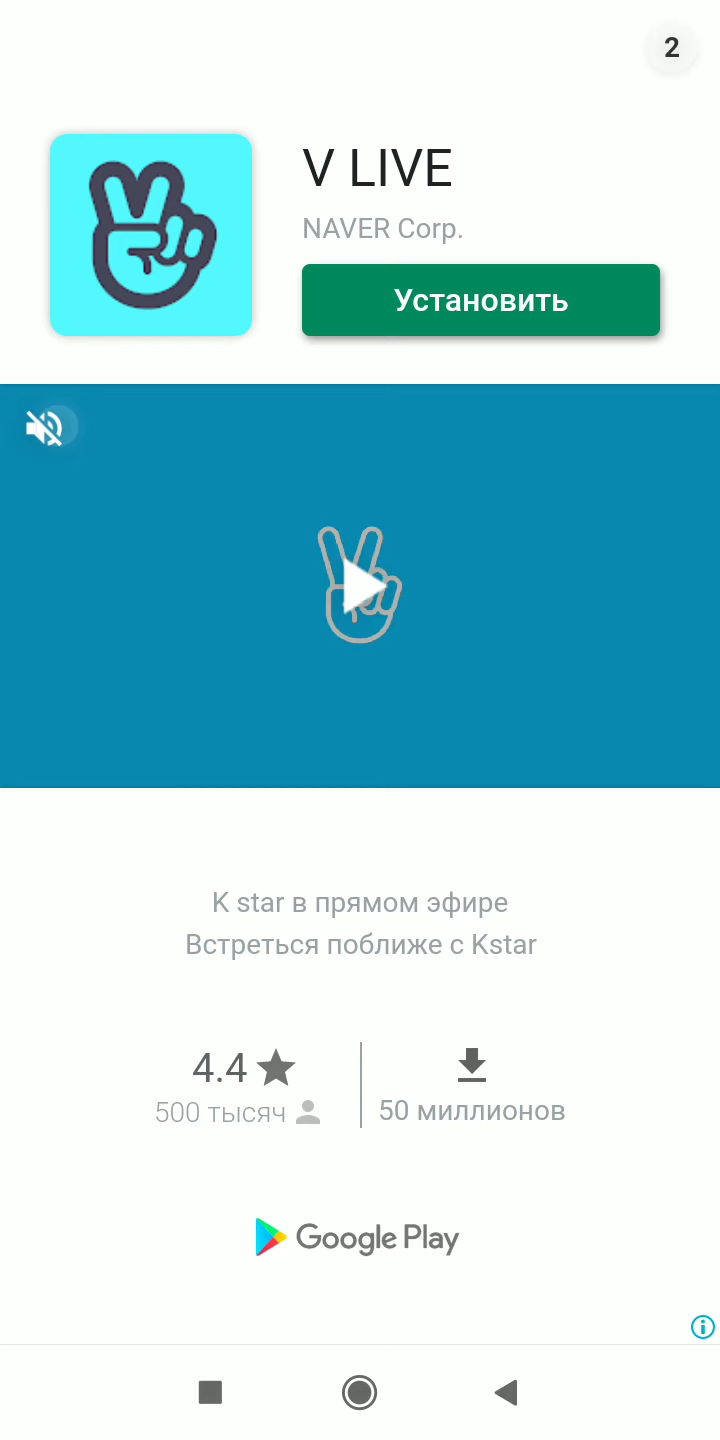 2
V LIVE
NAVER Corp.
Установить
K star в прямом эфире
Встреться поближе с Kstar
4.4
500 тысяч
50 миллионов
Google Play